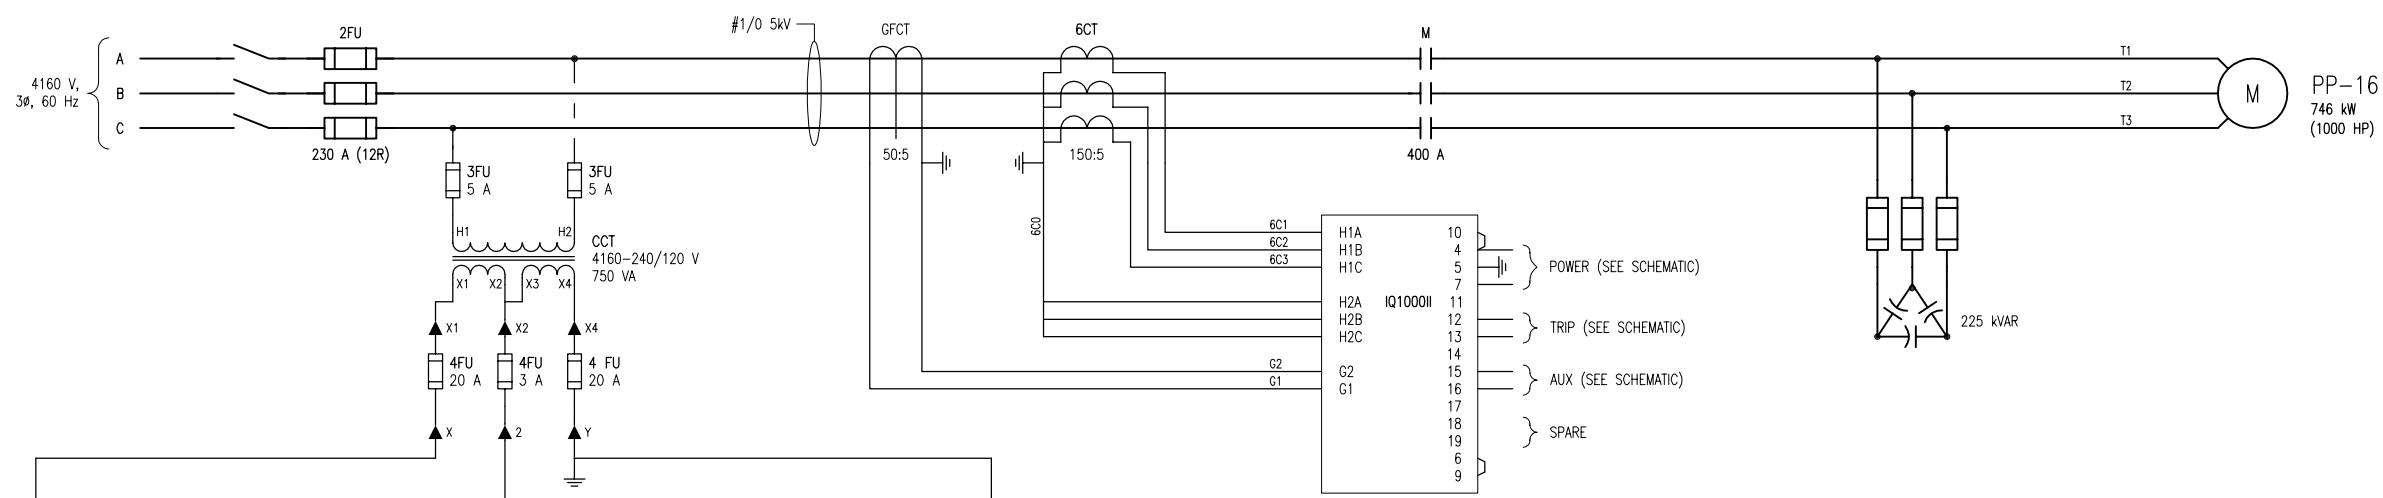 2FU
#1/0 5kV
GFCT
6CT
M
A
B
C
4160 V,
3ø, 60 Hz
230 A (12R)
50:5
150:5
400 A
T1
T2
T3
M
PP-16
746 kW
(1000 HP)
3FU
5 A
3FU
5 A
H1
H2
CCT
4160-240/120 V
750 VA
X1
X2
X3
X4
X1
X2
X4
4FU
20 A
4FU
3 A
4 FU
20 A
X
2
Y
6C0
6C1
6C2
6C3
G2
G1
H1A
H1B
H1C
H2A
H2B
H2C
G2
G1
IQ1000II
10
4
5
7
11
12
13
14
15
16
17
18
19
6
9
POWER (SEE SCHEMATIC)
TRIP (SEE SCHEMATIC)
AUX (SEE SCHEMATIC)
SPARE
225 kVAR